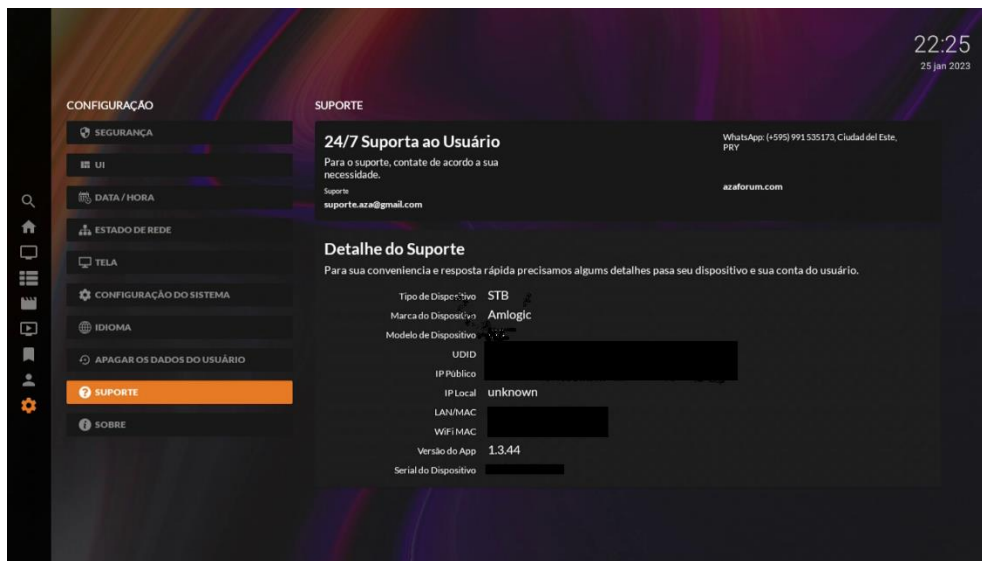 22:25
25 jan 2023
CONFIGURAÇÃO
SEGURANÇA
UI
DATA / HORA
ESTADO DE REDE
TELA
CONFIGURAÇÃO DO SISTEMA
IDIOMA
APAGAR OS DADOS DO USUÁRIO
SUPORTE
SOBRE
SUPORTE
24/7 Suporta ao Usuário
Para o suporte, contate de acordo a sua
necessidade.
Suporte
suporte.aza@gmail.com
WhatsApp: (+595) 991 535173, Ciudad del Este,
PRY
azaforum.com
Detalhe do Suporte
Para sua conveniencia e resposta rápida precisamos algums detalhes pasa seu dispositivo e sua conta do usuário.
Tipo de Dispositivo STB
Marca do Dispositivo Amlogic
Modelo de Dispositivo
UDID
IP Público
IP Local unknown
LAN/MAC
WiFi MAC
Versão do App 1.3.44
Serial do Dispositivo